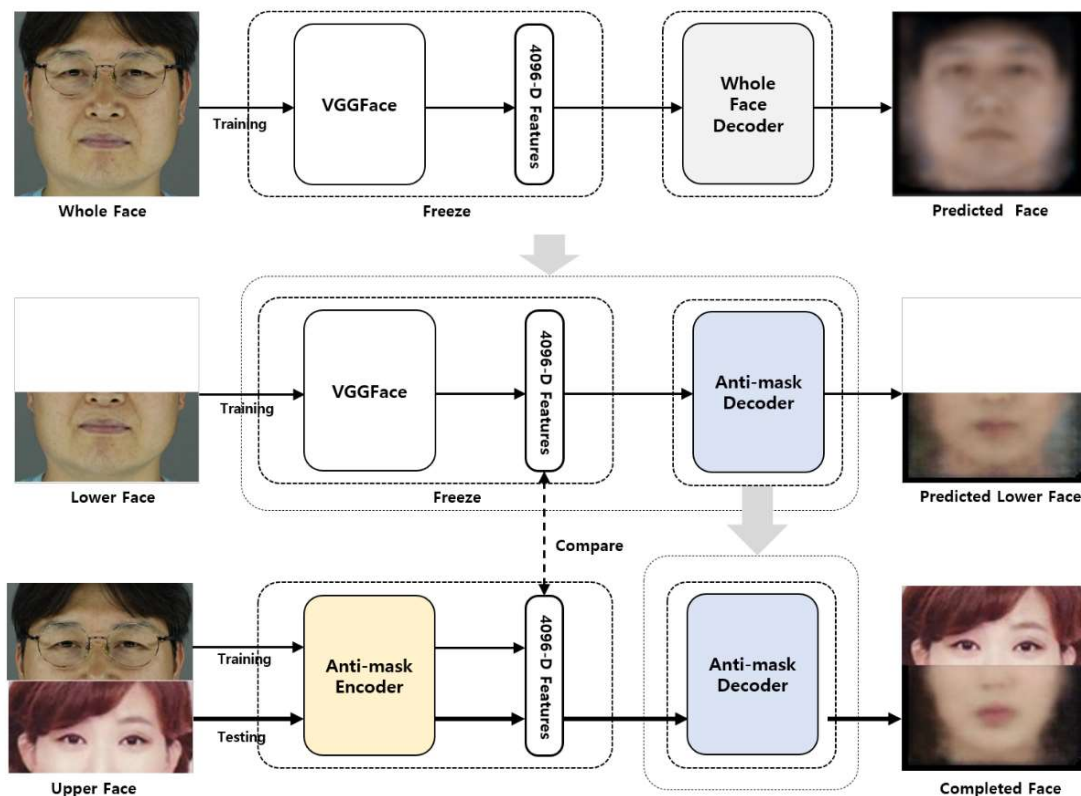 Whole Face
Training
VGGFace
4096-D Features
Freeze
Whole
Face
Decoder
Predicted Face
Lower Face
Training
VGGFace
4096-D Features
Freeze
Anti-mask
Decoder
Predicted Lower Face
Compare
Upper Face
Training
Testing
Anti-mask
Encoder
4096-D Features
Anti-mask
Decoder
Completed Face